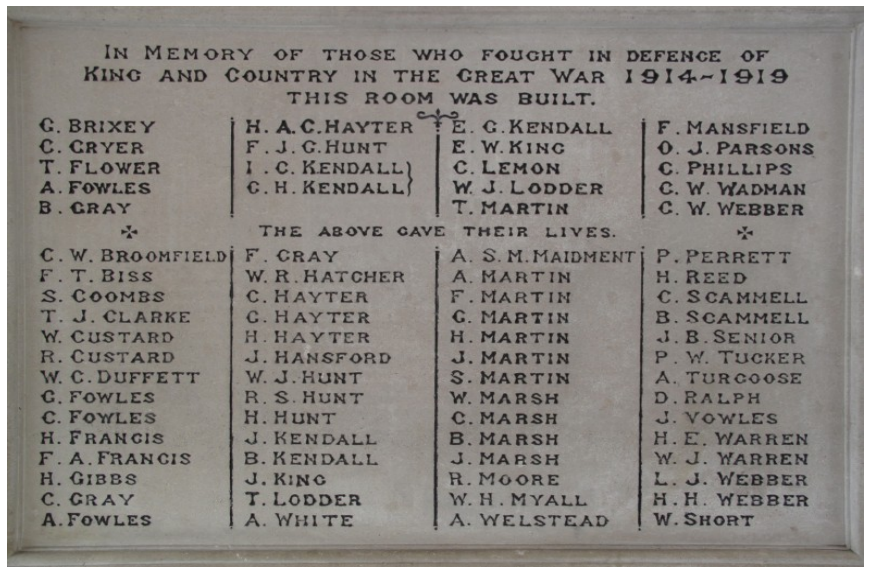 IN MEMORY OF THOSE WHO FOUGHT IN DEFENCE OF
KING AND COUNTRY IN THE GREAT WAR 1914-1919
THIS ROOM WAS BUILT.
G. BRIXEY
C. CRYER
T. FLOWER
A. FOWLES
B. GRAY
H. A. C. HAYTER
F. J. G. HUNT
I. C. KENDALL
C. H. KENDALL
E. G. KENDALL
E. W. KING
C. LEMON
W. J. LODDER
T. MARTIN
F. MANSFIELD
O. J. PARSONS
C. PHILLIPS
C. W. WADMAN
C. W. WEBBER
THE ABOVE GAVE THEIR LIVES.
C. W. BROOMFIELD
F. T. BISS
S. COOMBS
T. J. CLARKE
W. CUSTARD
R. CUSTARD
W. C. DUFFETT
G. FOWLES
C. FOWLES
H. FRANCIS
F. A. FRANCIS
H. GIBBS
C. GRAY
A. FOWLES
F. GRAY
W. R. HATCHER
C. HAYTER
G. HAYTER
H. HAYTER
J. HANSFORD
W. J. HUNT
R. S. HUNT
H. HUNT
J. KENDALL
B. KENDALL
J. KING
T. LODDER
A. WHITE
A. S. M. MAIDMENT
A. MARTIN
F. MARTIN
G. MARTIN
H. MARTIN
J. MARTIN
S. MARTIN
W. MARSH
C. MARSH
B. MARSH
J. MARSH
R. MOORE
W. H. MYALL
A. WELSTEAD
P. PERRETT
H. REED
C. SCAMMELL
B. SCAMMELL
J. B. SENIOR
P. W. TUCKER
A. TURGOOSE
D. RALPH
J. VOWLES
H. E. WARREN
W. J. WARREN
L. J. WEBBER
H. H. WEBBER
W. SHORT